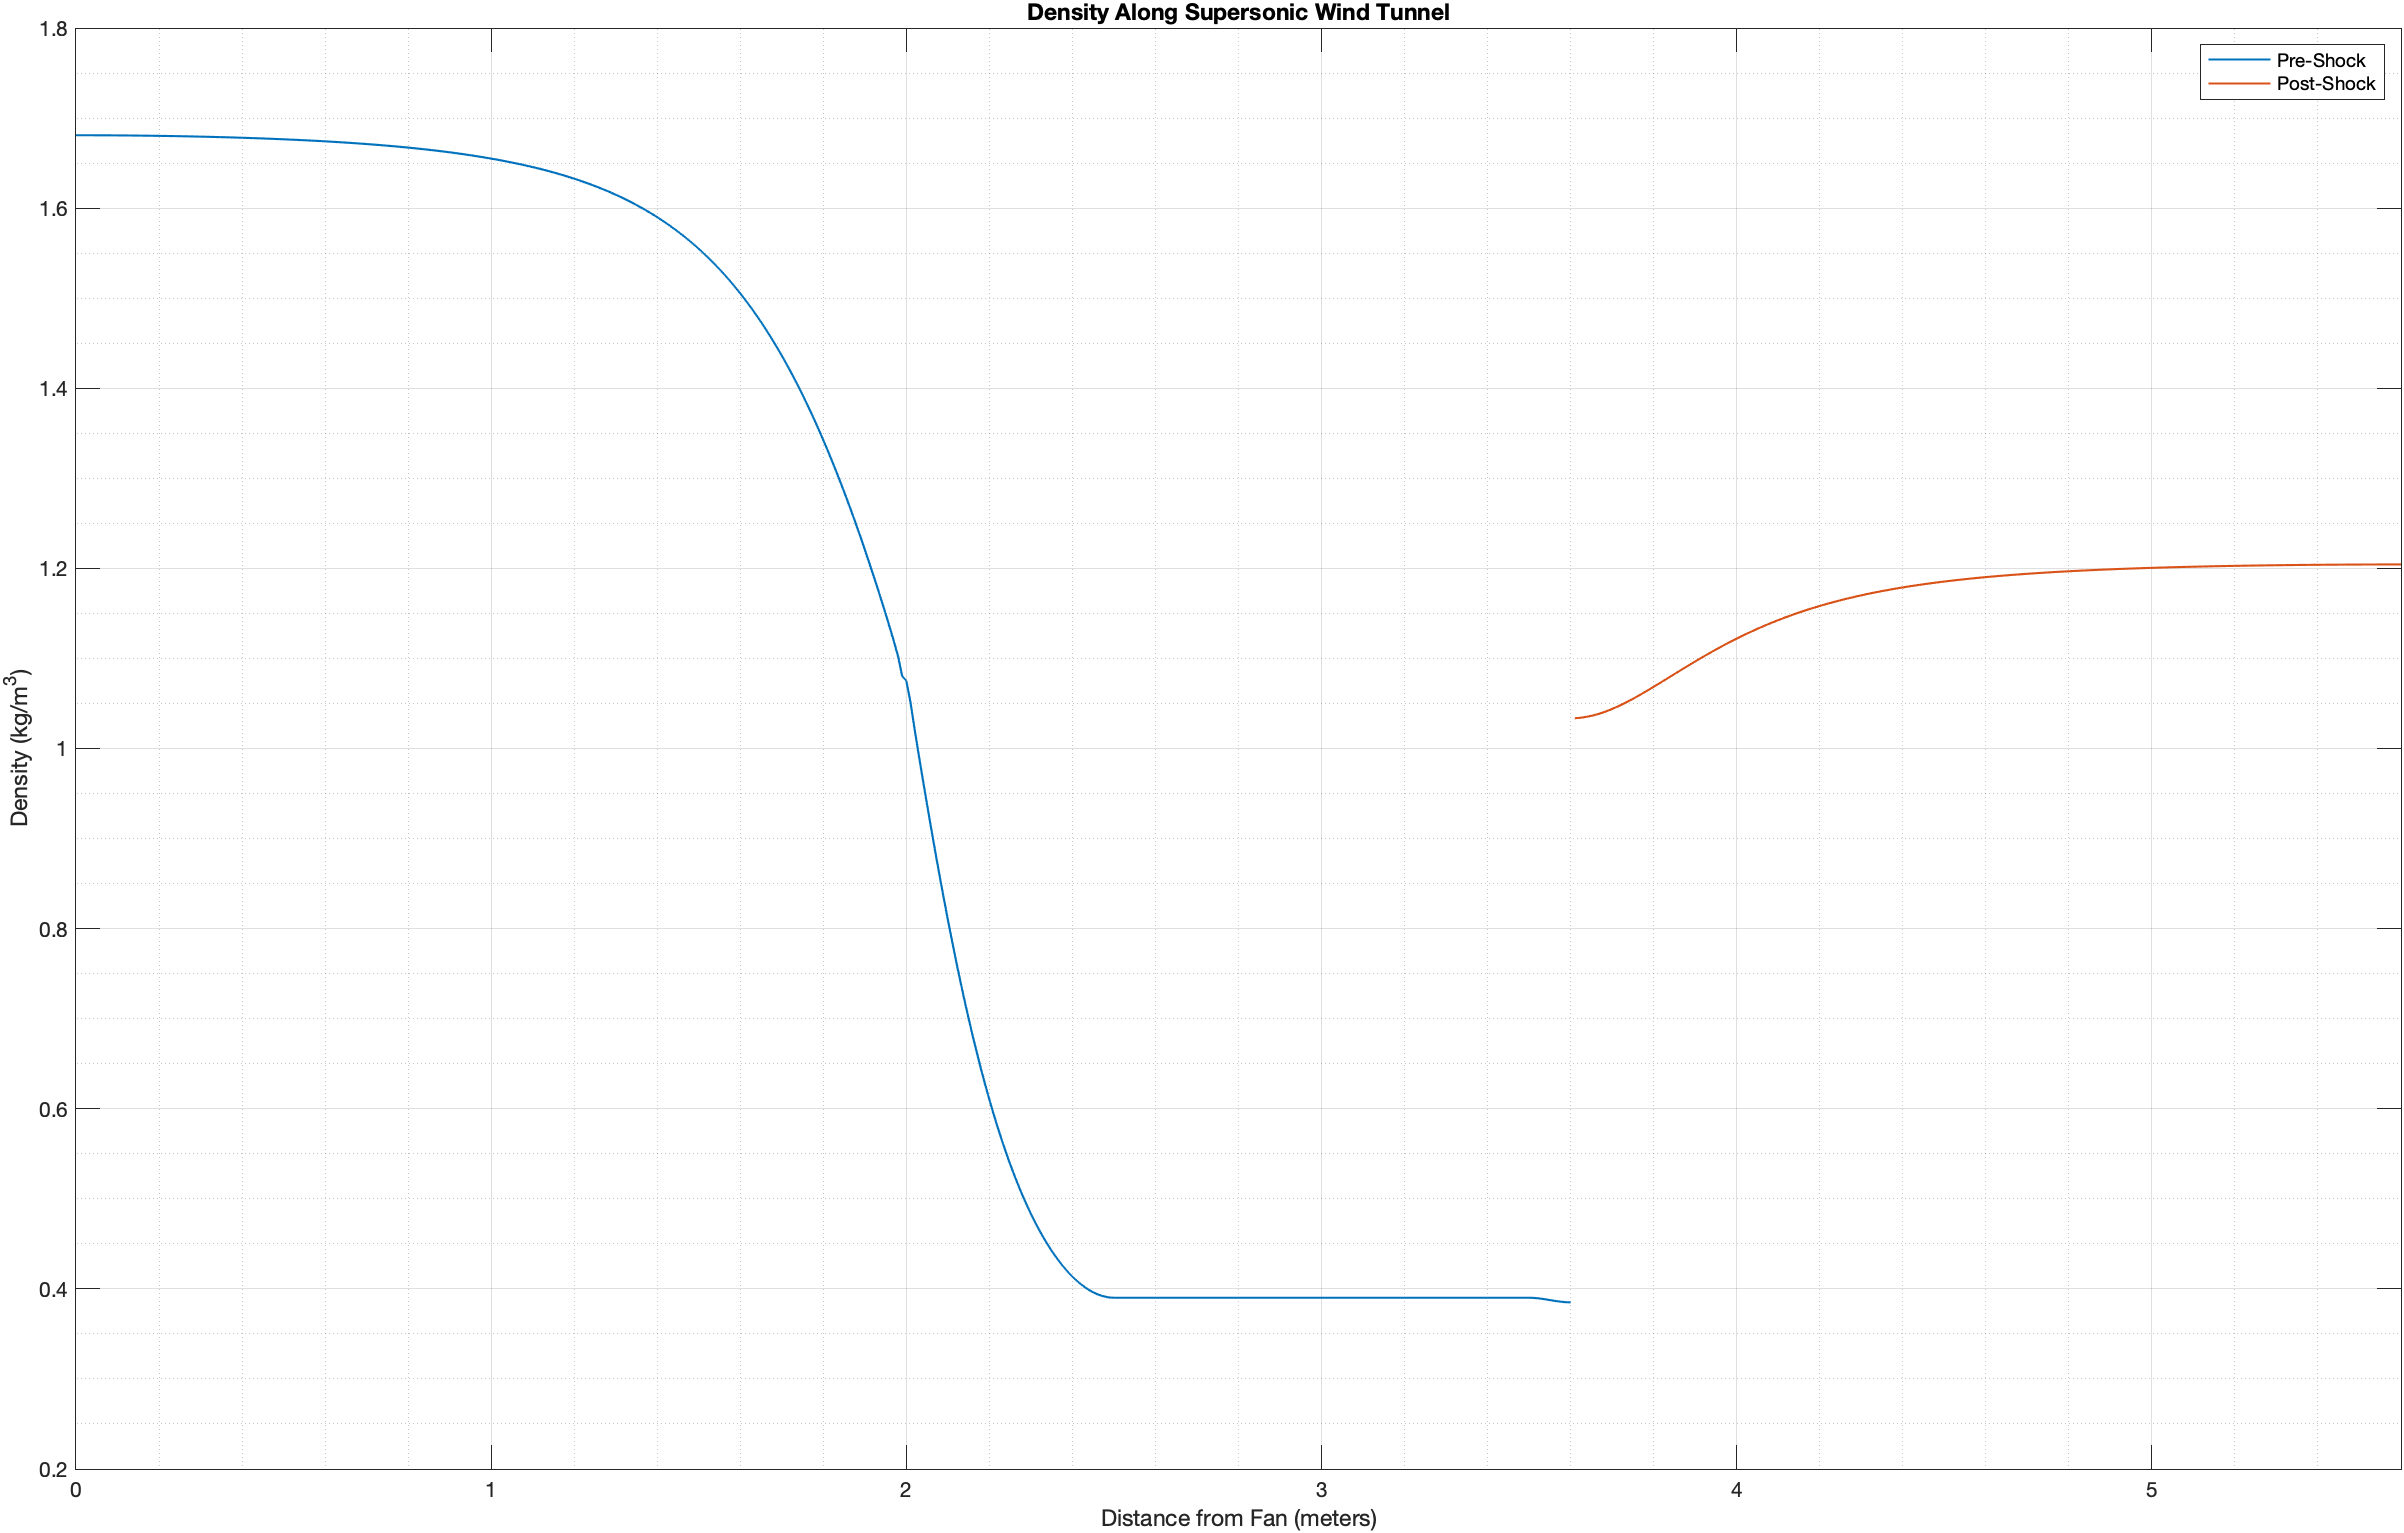 Density Along Supersonic Wind Tunnel
Pre-Shock
Post-Shock
1.8
1.6
1.4
1.2
1
0.8
0.6
0.4
0.2
Density (kg/m³)
0 1 2 3 4 5
Distance from Fan (meters)